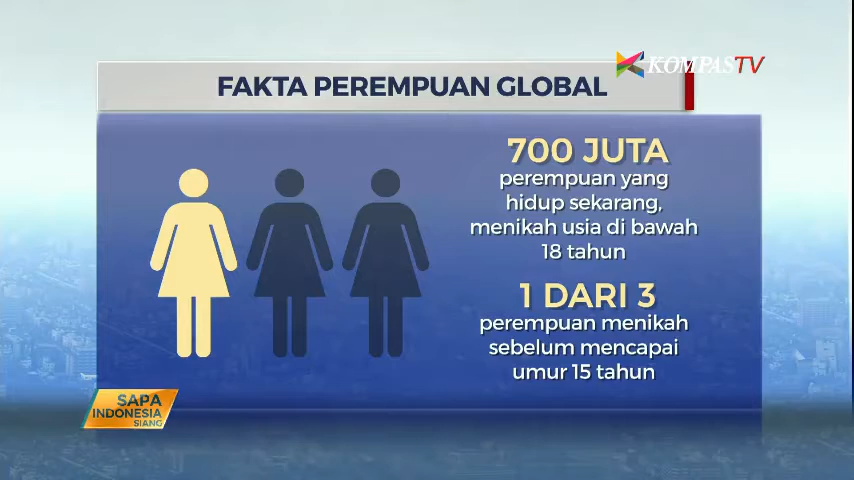 KOMPASTV
FAKTA PEREMPUAN GLOBAL
700 JUTA
perempuan yang
hidup sekarang,
menikah usia di bawah
18 tahun
1 DARI 3
perempuan menikah
sebelum mencapai
umur 15 tahun
SAPA
INDONESIA
SIANG